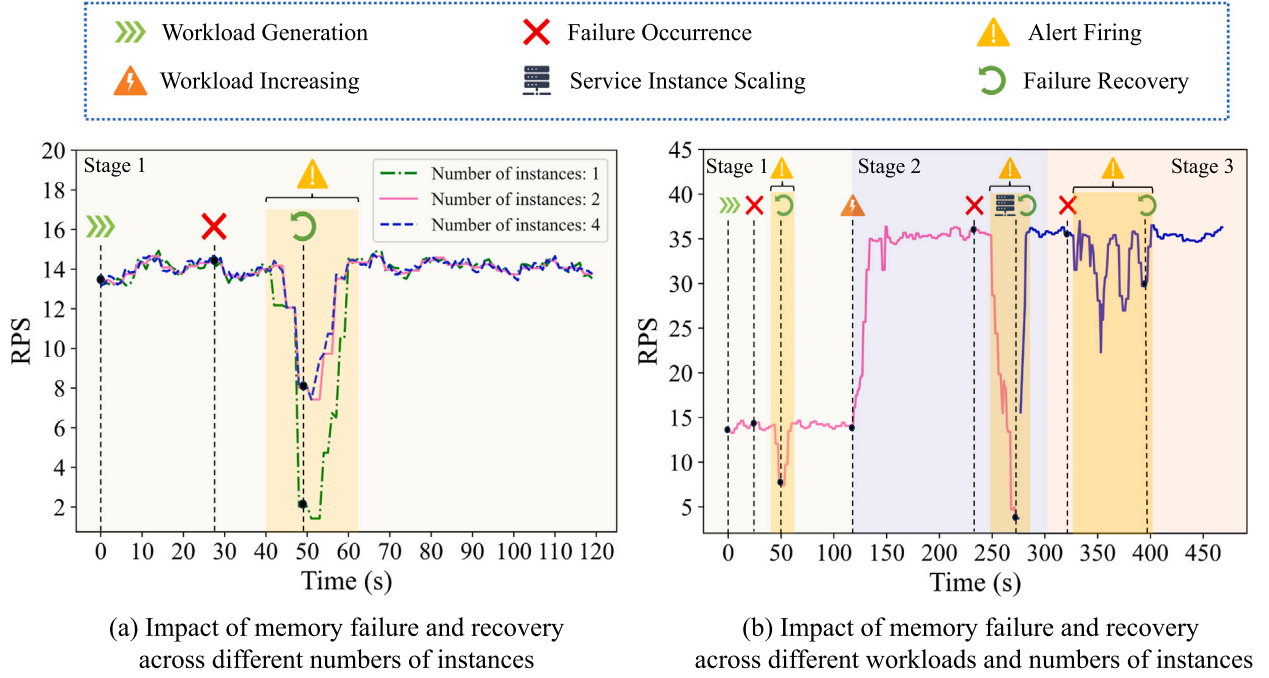 Workload Generation
Failure Occurrence
Alert Firing
Workload Increasing
Service Instance Scaling
Failure Recovery
Stage 1
Number of instances: 1
Number of instances: 2
Number of instances: 4
RPS
20
18
16
14
12
10
8
6
4
2
0 10 20 30 40 50 60 70 80 90 100 110 120
Time (s)
(a) Impact of memory failure and recovery
across different numbers of instances
Stage 1
Stage 2
Stage 3
RPS
45
40
35
30
25
20
15
10
5
0 50 100 150 200 250 300 350 400 450
Time (s)
(b) Impact of memory failure and recovery
across different workloads and numbers of instances